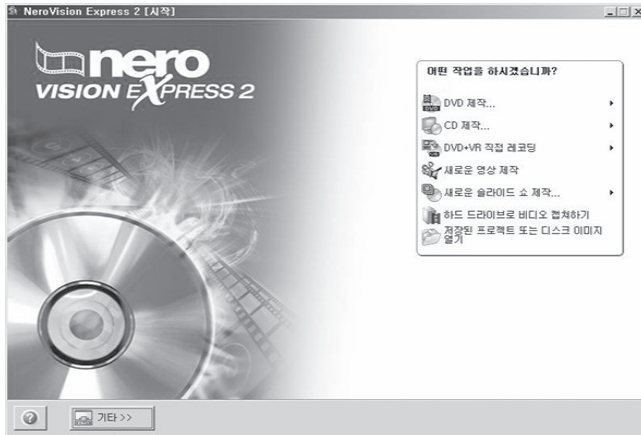 NeroVision Express 2 [시작]
nero
VISION EXPRESS 2
어떤 작업을 하시겠습니까?
DVD 제작...
CD 제작...
DVD+VR 직접 레코딩
새로운 영상 제작
새로운 슬라이드 쇼 제작...
하드 드라이브로 비디오 캡쳐하기
저장된 프로젝트 또는 디스크 이미지
열기
기타 >>